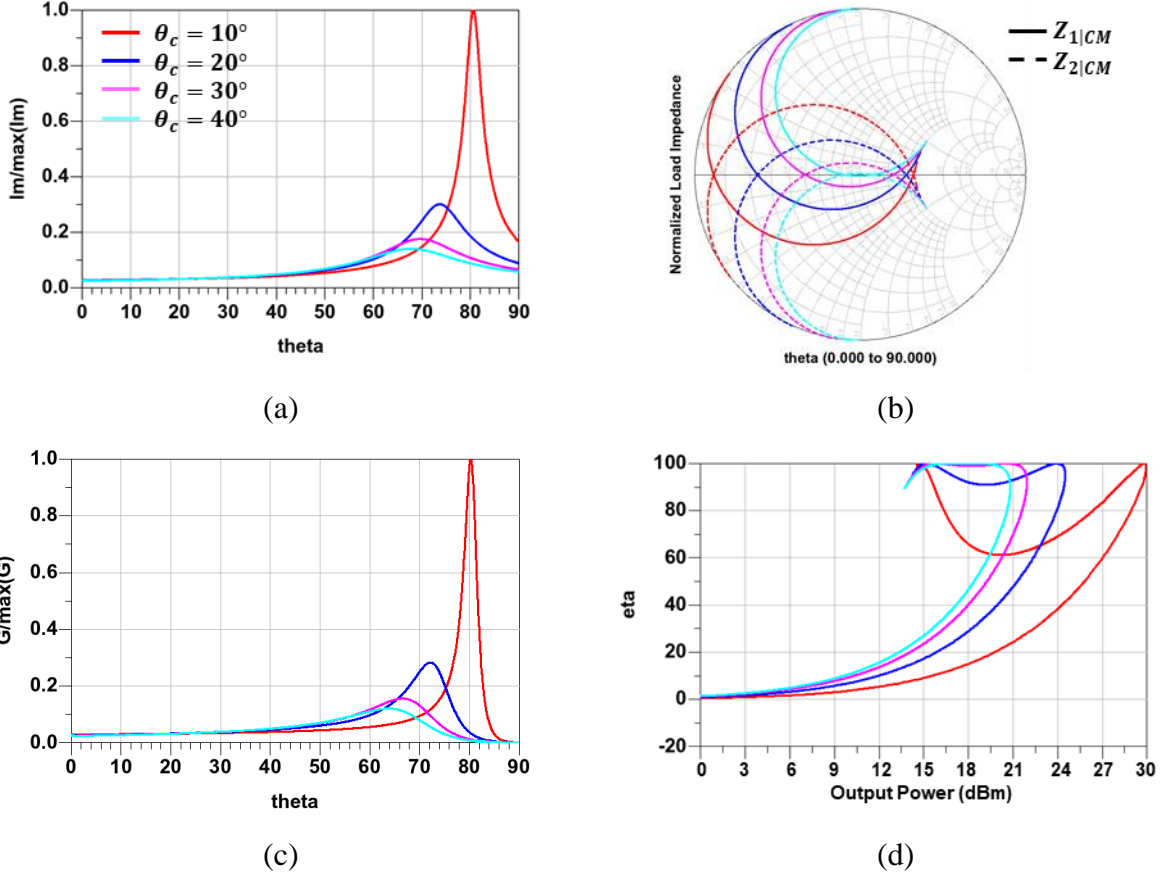 1.0
0.8
0.6
0.4
0.2
0.0
Im/max(Im)
θc = 10°
θc = 20°
θc = 30°
θc = 40°
0 10 20 30 40 50 60 70 80 90
theta
(a)
Normalized Load Impedance
Z1|CM
Z2|CM
theta (0.000 to 90.000)
(b)
1.0
0.8
0.6
0.4
0.2
0.0
G/max(G)
0 10 20 30 40 50 60 70 80 90
theta
(c)
100
80
60
40
20
0
-20
eta
0 3 6 9 12 15 18 21 24 27 30
Output Power (dBm)
(d)